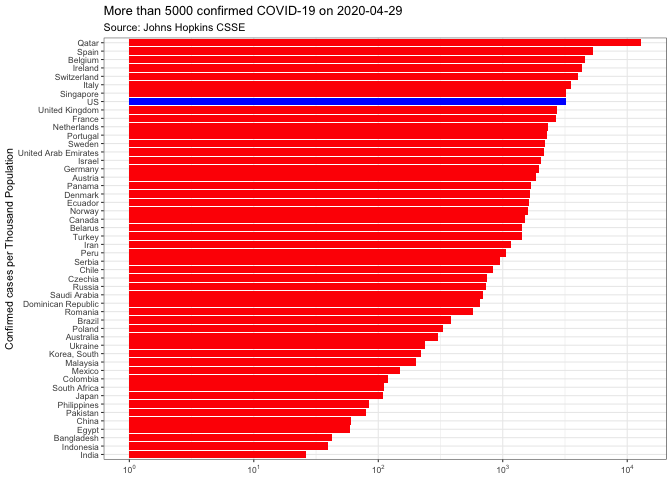 More than 5000 confirmed COVID-19 on 2020-04-29
Source: Johns Hopkins CSSE
Confirmed cases per Thousand Population
Qatar
Spain
Belgium
Ireland
Switzerland
Italy
Singapore
US
United Kingdom
France
Netherlands
Portugal
Sweden
United Arab Emirates
Israel
Germany
Austria
Panama
Denmark
Ecuador
Norway
Canada
Belarus
Turkey
Iran
Peru
Serbia
Chile
Czechia
Russia
Saudi Arabia
Dominican Republic
Romania
Brazil
Poland
Australia
Ukraine
Korea, South
Malaysia
Mexico
Colombia
South Africa
Japan
Philippines
Pakistan
China
Egypt
Bangladesh
Indonesia
India
10⁰ 10¹ 10² 10³ 10⁴